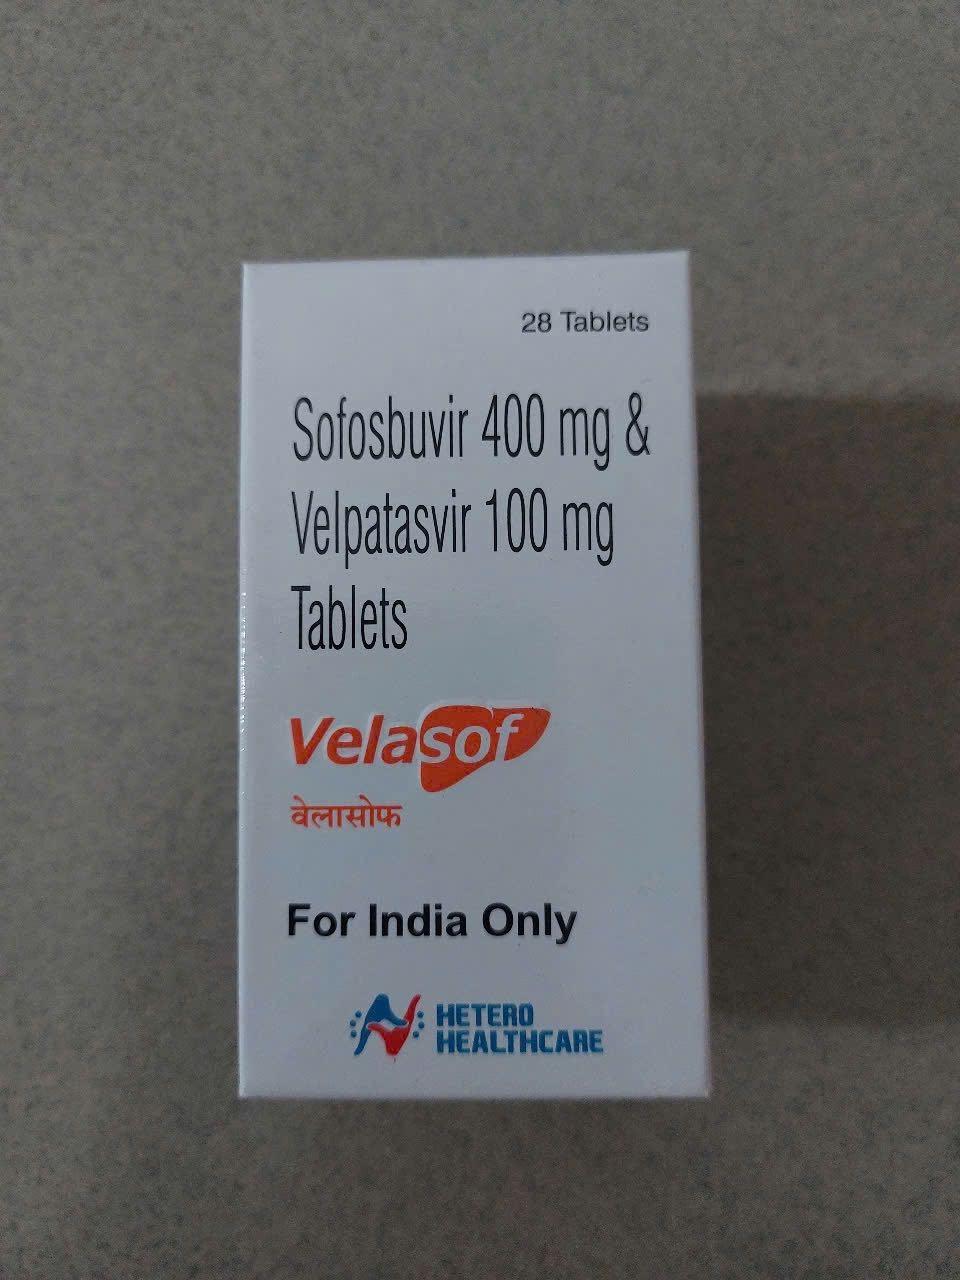 28 Tablets
Sofosbuvir 400 mg &
Velpatasvir 100 mg
Tablets
Velasof
वेलासोफ
For India Only
HETERO
HEALTHCARE